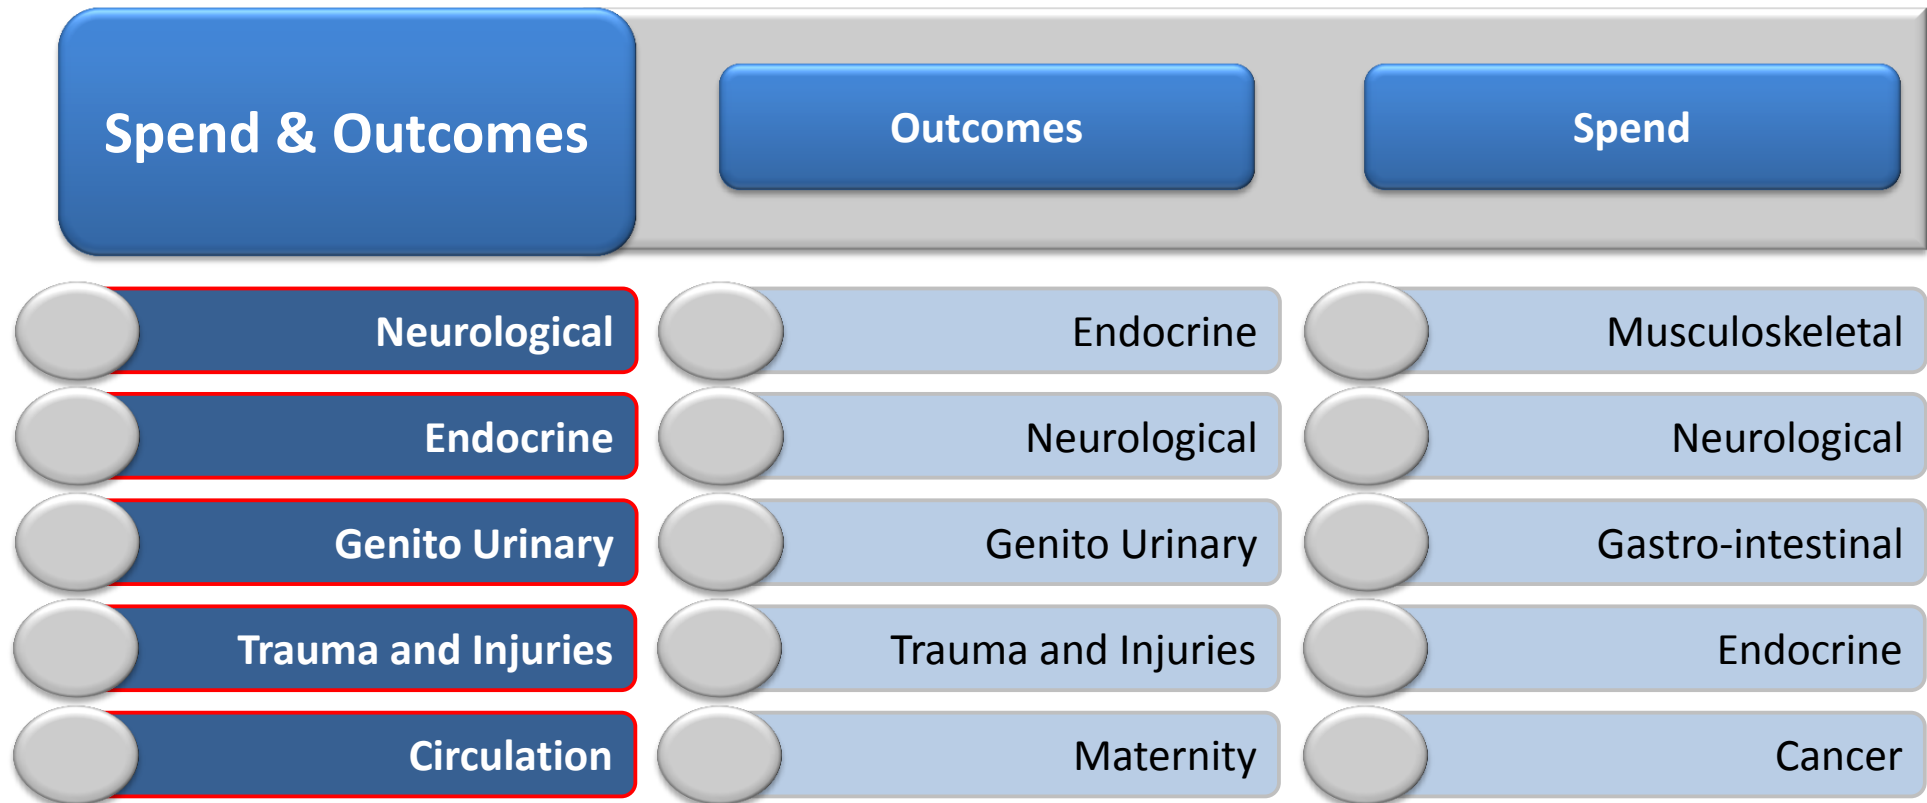 Spend & Outcomes
Outcomes
Spend
Neurological
Endocrine
Musculoskeletal
Endocrine
Neurological
Neurological
Genito Urinary
Genito Urinary
Gastro-intestinal
Trauma and Injuries
Trauma and Injuries
Endocrine
Circulation
Maternity
Cancer